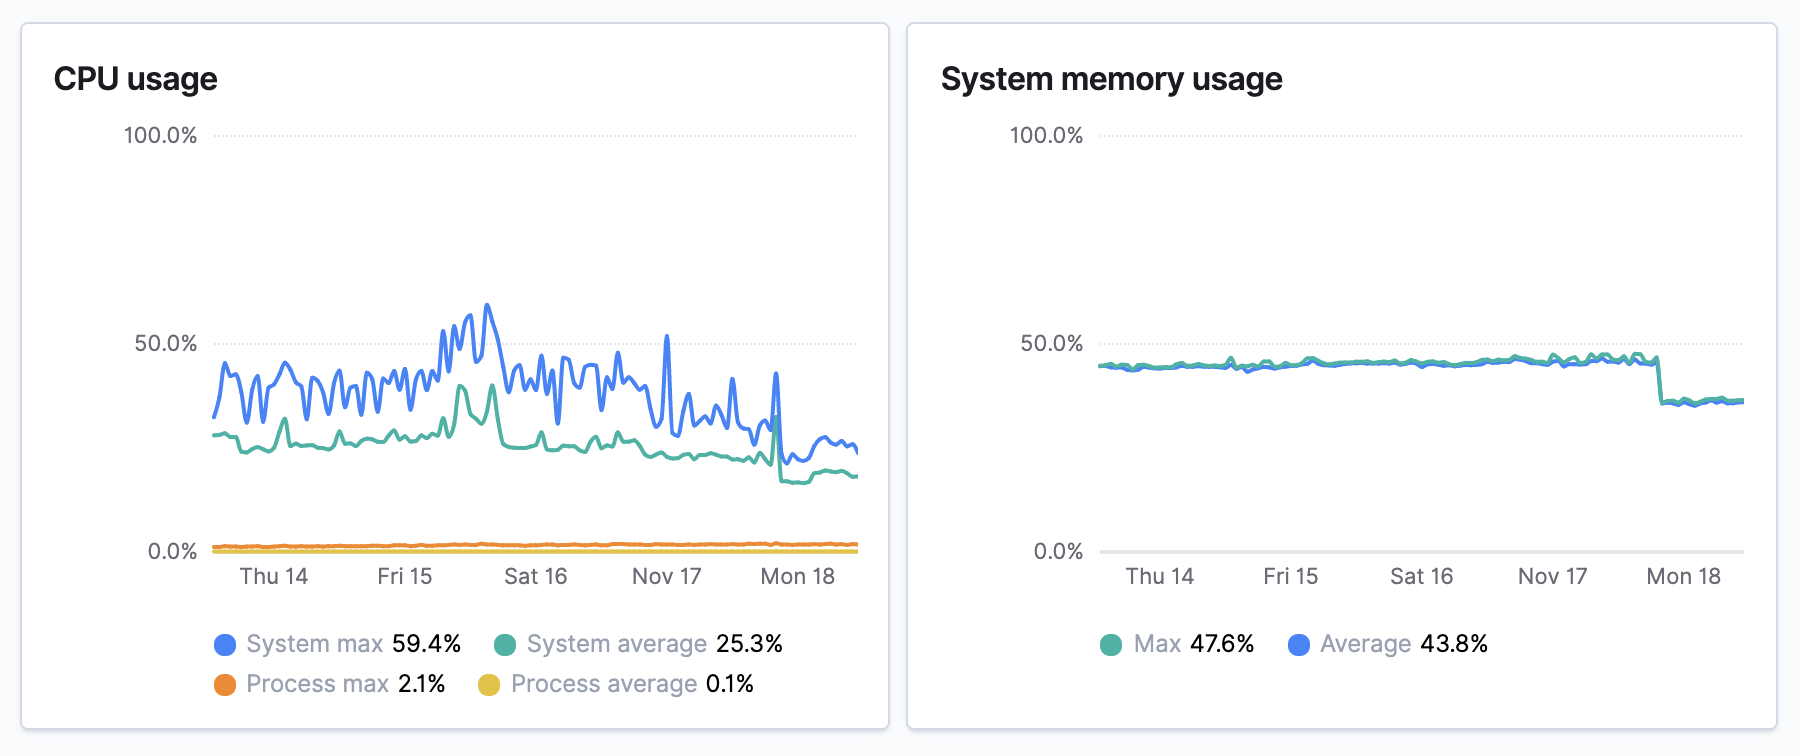 CPU usage
100.0%
50.0%
0.0%
Thu 14 Fri 15 Sat 16 Nov 17 Mon 18
System max 59.4% System average 25.3%
Process max 2.1% Process average 0.1%
System memory usage
100.0%
50.0%
0.0%
Thu 14 Fri 15 Sat 16 Nov 17 Mon 18
Max 47.6% Average 43.8%